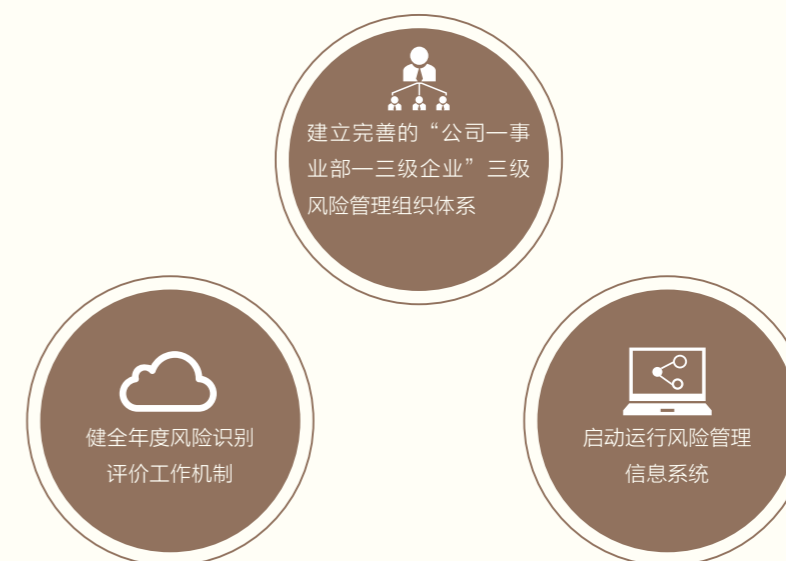 建立完善的“公司—事
业部—三级企业”三级
风险管理组织体系
健全年度风险识别
评价工作机制
启动运行风险管理
信息系统